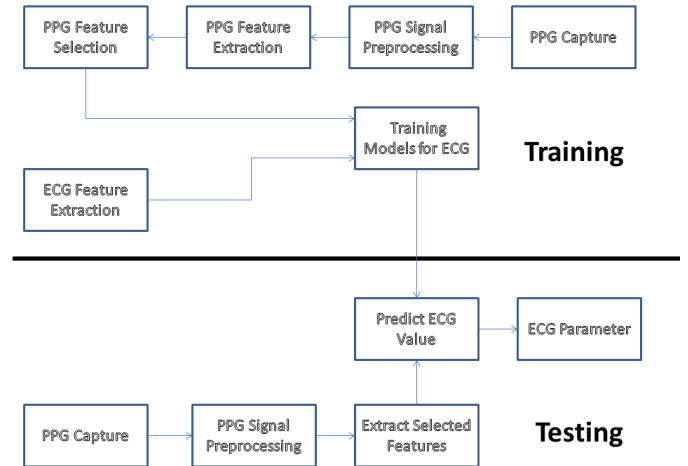 PPG Feature
Selection
PPG Feature
Extraction
PPG Signal
Preprocessing
PPG Capture
Training
Models for ECG
Training
ECG Feature
Extraction
Predict ECG
Value
ECG Parameter
PPG Capture
PPG Signal
Preprocessing
Extract Selected
Features
Testing